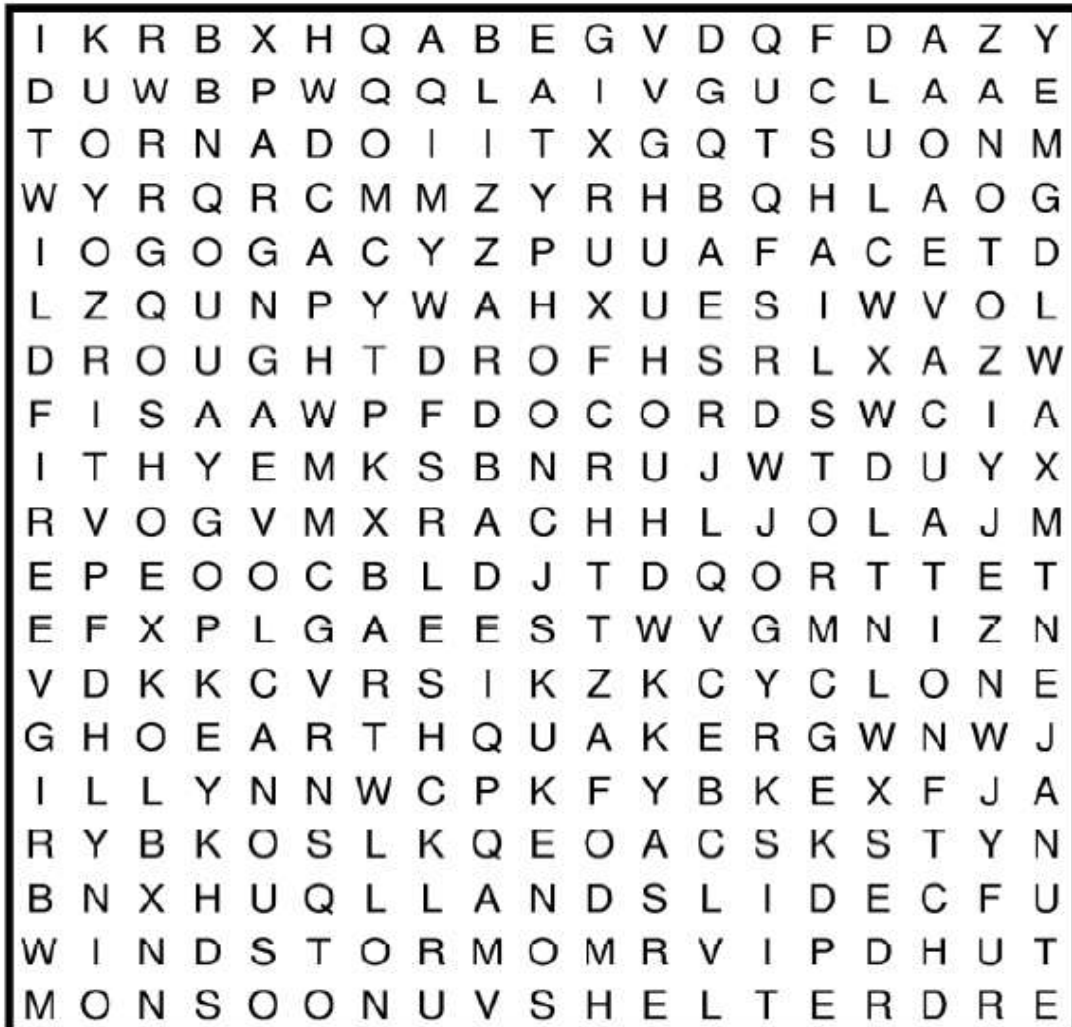 I K R B X H Q A B E G V D Q F D A Z Y
D U W B P W Q Q L A I V G U C L A A E
T O R N A D O I I T X G Q T S U O N M
W Y R Q R C M M Z Y R H B Q H L A O G
I O G O G A C Y Z P U U A F A C E T D
L Z Q U N P Y W A H X U E S I W V O L
D R O U G H T D R O F H S R L X A Z W
F I S A A W P F D O C O R D S W C I A
I T H Y E M K S B N R U J W T D U Y X
R V O G V M X R A C H H L J O L A J M
E P E O O C B L D J T D Q O R T T E T
E F X P L G A E E S T W V G M N I Z N
V D K K C V R S I K Z K C Y C L O N E
G H O E A R T H Q U A K E R G W N W J
I L L Y N N W C P K F Y B K E X F J A
R Y B K O S L K Q E O A C S K S T Y N
B N X H U Q L L A N D S L I D E C F U
W I N D S T O R M O M R V I P D H U T
M O N S O O N U V S H E L T E R D R E